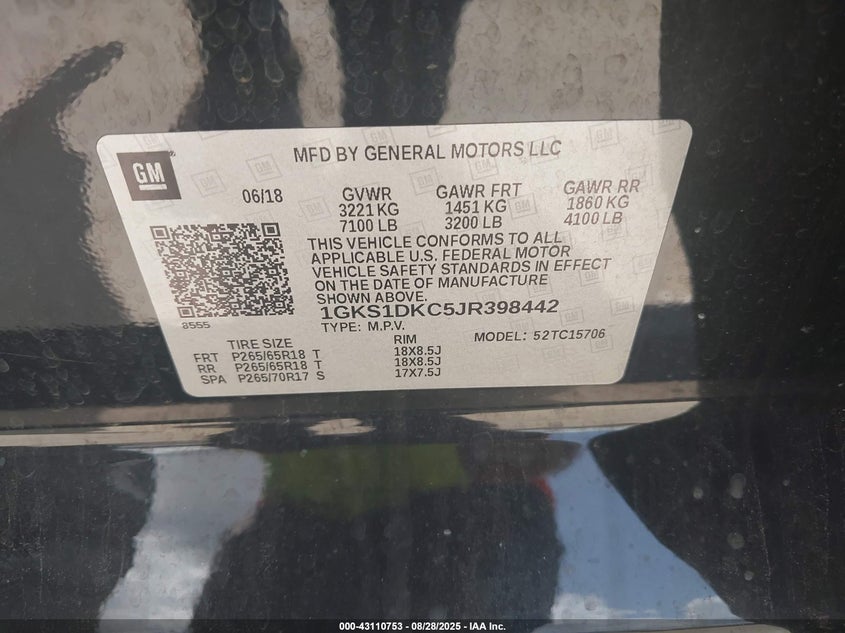 GM
MFD BY GENERAL MOTORS LLC
06/18 GVWR GAWR FRT GAWR RR
3221 KG 1451 KG 1860 KG
7100 LB 3200 LB 4100 LB
THIS VEHICLE CONFORMS TO ALL
APPLICABLE U.S. FEDERAL MOTOR
VEHICLE SAFETY STANDARDS IN EFFECT
ON THE DATE OF MANUFACTURE
SHOWN ABOVE.
1GKS1DKC5JR398442
8555
TYPE: M.P.V. MODEL: 52TC15706
TIRE SIZE RIM
FRT P265/65R18 T 18X8.5J
RR P265/65R18 T 18X8.5J
SPA P265/70R17 S 17X7.5J
000-43110753 — 08/28/2025 — IAA Inc.